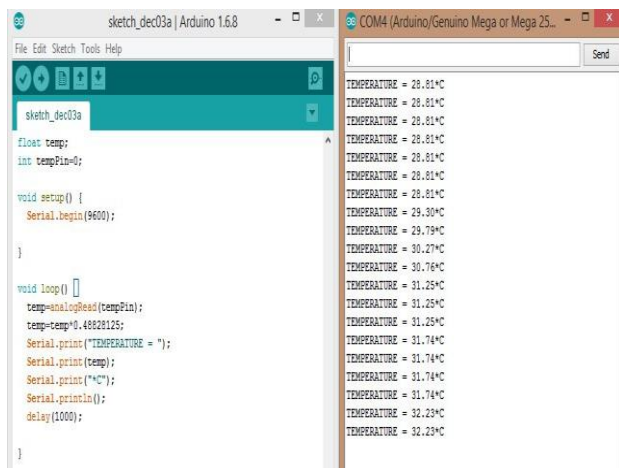 sketch_dec03a | Arduino 1.6.8
File Edit Sketch Tools Help
sketch_dec03a
float temp;
int tempPin=0;
void setup() {
Serial.begin(9600);
}
void loop() {
temp=analogRead(tempPin);
temp=temp*0.48828125;
Serial.print("TEMPERATURE = ");
Serial.print(temp);
Serial.print("*C");
Serial.println();
delay(1000);
}
COM4 (Arduino/Genuino Mega or Mega 25...
Send
TEMPERATURE = 28.81*C
TEMPERATURE = 28.81*C
TEMPERATURE = 28.81*C
TEMPERATURE = 28.81*C
TEMPERATURE = 28.81*C
TEMPERATURE = 28.81*C
TEMPERATURE = 28.81*C
TEMPERATURE = 29.30*C
TEMPERATURE = 29.79*C
TEMPERATURE = 30.27*C
TEMPERATURE = 30.76*C
TEMPERATURE = 31.25*C
TEMPERATURE = 31.25*C
TEMPERATURE = 31.25*C
TEMPERATURE = 31.74*C
TEMPERATURE = 31.74*C
TEMPERATURE = 31.74*C
TEMPERATURE = 31.74*C
TEMPERATURE = 32.23*C
TEMPERATURE = 32.23*C